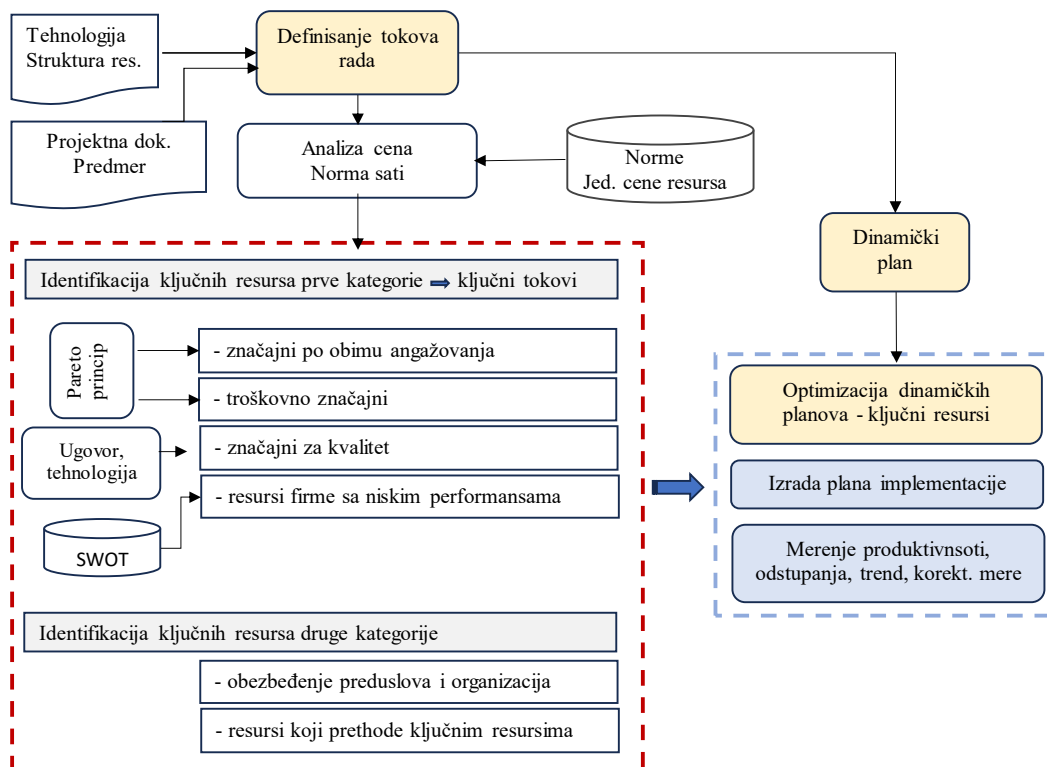 Tehnologija
Struktura res.
Definisanje tokova
rada
Projektna dok.
Predmer
Analiza cena
Norma sati
Norme
Jed. cene resursa
Dinamički
plan
Identifikacija ključnih resursa prve kategorie ključni tokovi
Pareto
princip
- značajni po obimu angažovanja
- troškovno značajni
Ugovor,
tehnologija
- značajni za kvalitet
- resursi firme sa niskim performansama
SWOT
Optimizacija dinamičkih
planova - ključni resursi
Izrada plana implementacije
Merenje produktivnsoti,
odstupanja, trend, korekt. mere
Identifikacija ključnih resursa druge kategorije
- obezbeđenje preduslova i organizacija
- resursi koji prethode ključnim resursima